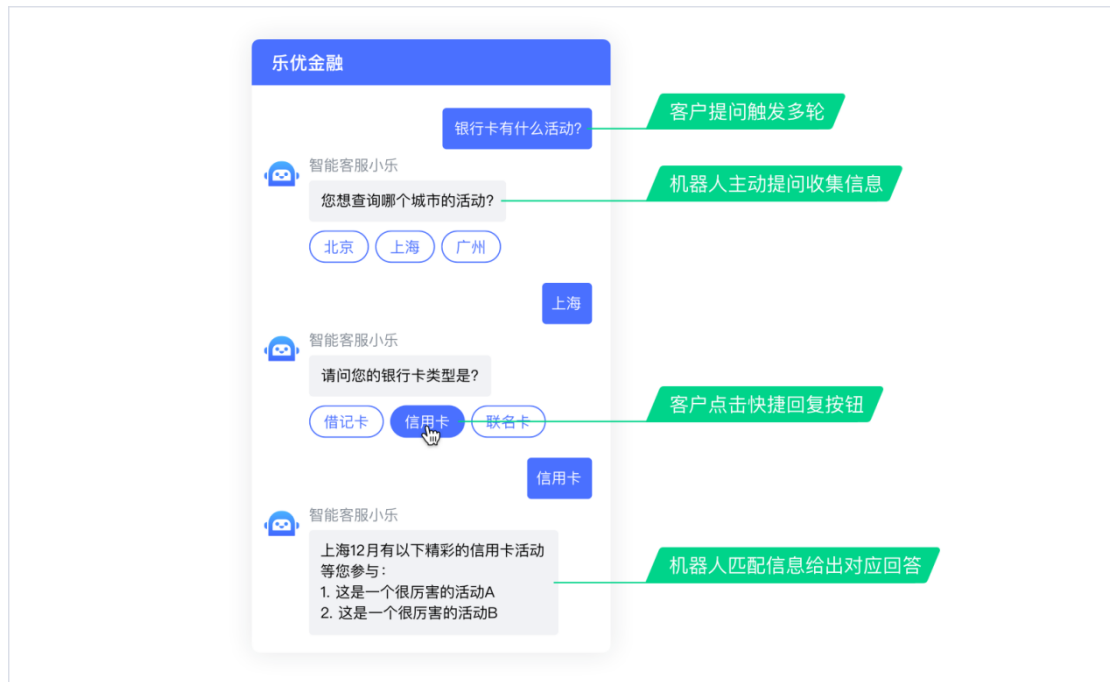 乐优金融
银行卡有什么活动?
客户提问触发多轮
智能客服小乐
您想查询哪个城市的活动?
机器人主动提问收集信息
北京 上海 广州
上海
智能客服小乐
请问您的银行卡类型是?
借记卡 信用卡 联名卡
客户点击快捷回复按钮
信用卡
智能客服小乐
上海12月有以下精彩的信用卡活动
等您参与:
1. 这是一个很厉害的活动A
2. 这是一个很厉害的活动B
机器人匹配信息给出对应回答